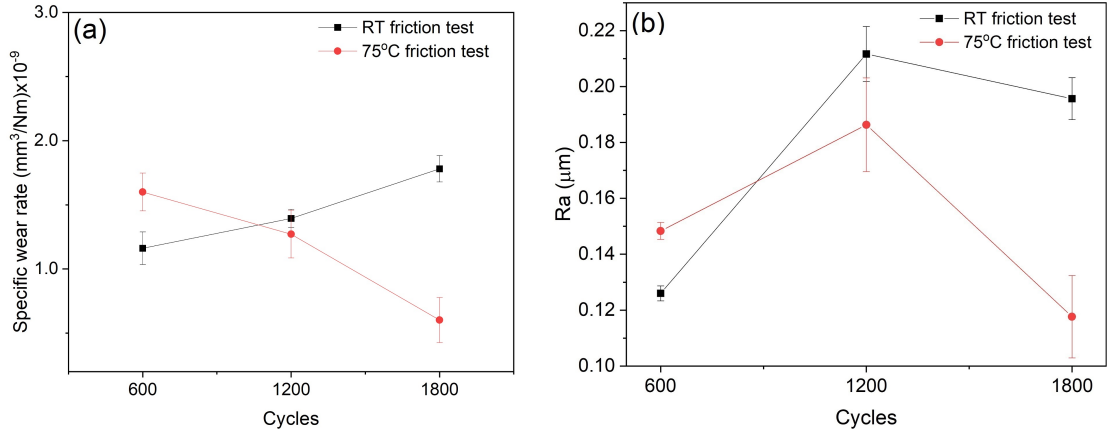 (a)
RT friction test
75°C friction test
3.0
2.0
1.0
Specific wear rate (mm³/Nm)x10⁻⁹
600
1200
1800
Cycles
(b)
RT friction test
75°C friction test
0.22
0.20
0.18
0.16
0.14
0.12
0.10
Ra (μm)
600
1200
1800
Cycles